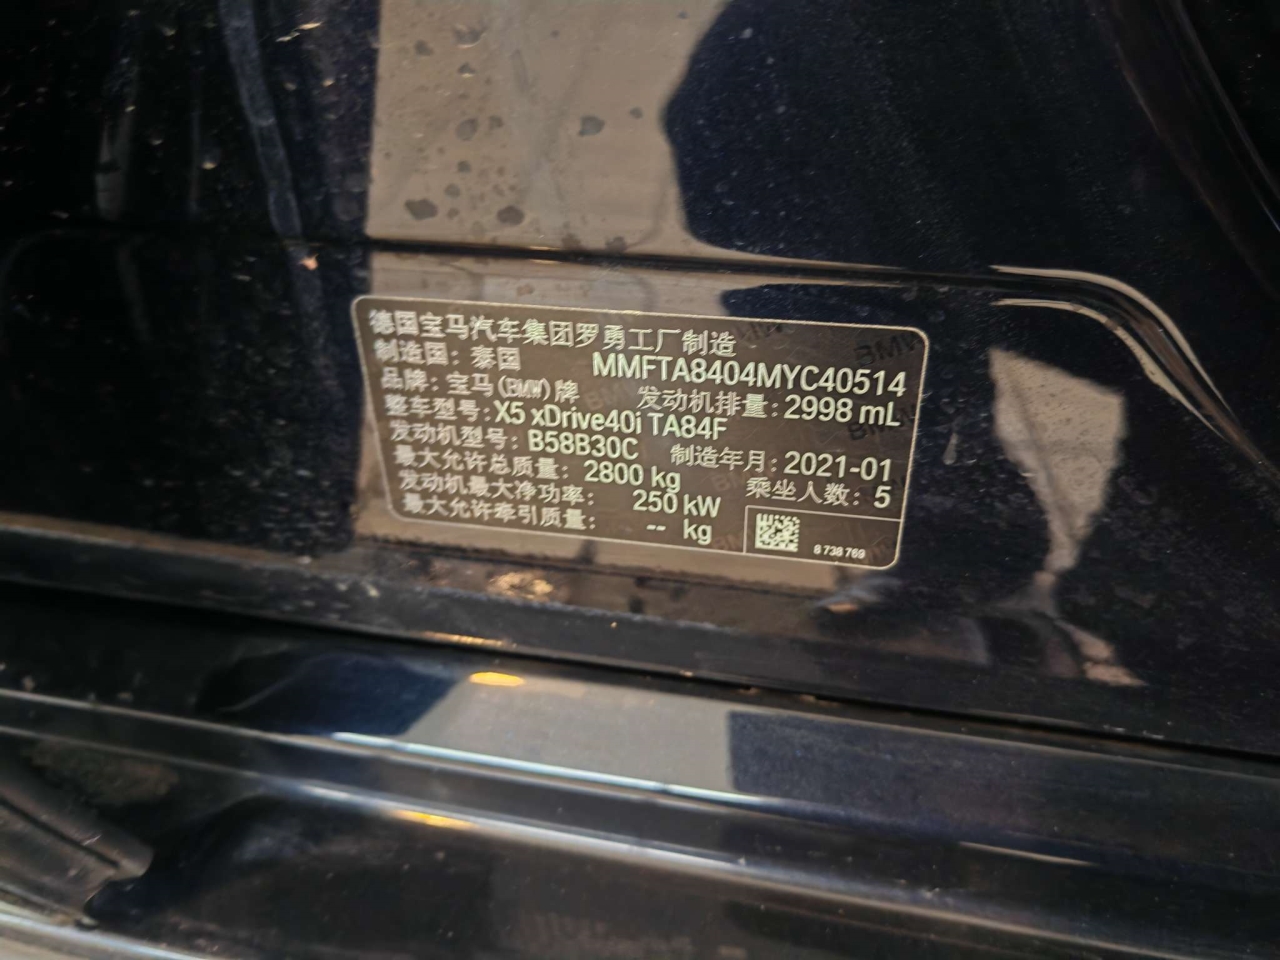 德国宝马汽车集团罗勇工厂制造
制造国：泰国 MMFTA8404MYC40514
品牌：宝马(BMW)牌 发动机排量：2998 mL
整车型号：X5 xDrive40i TA84F
发动机型号：B58B30C 制造年月：2021-01
最大允许总质量：2800 kg 乘坐人数：5
发动机最大净功率：250 kW
最大允许牵引质量：-- kg
8 738 769